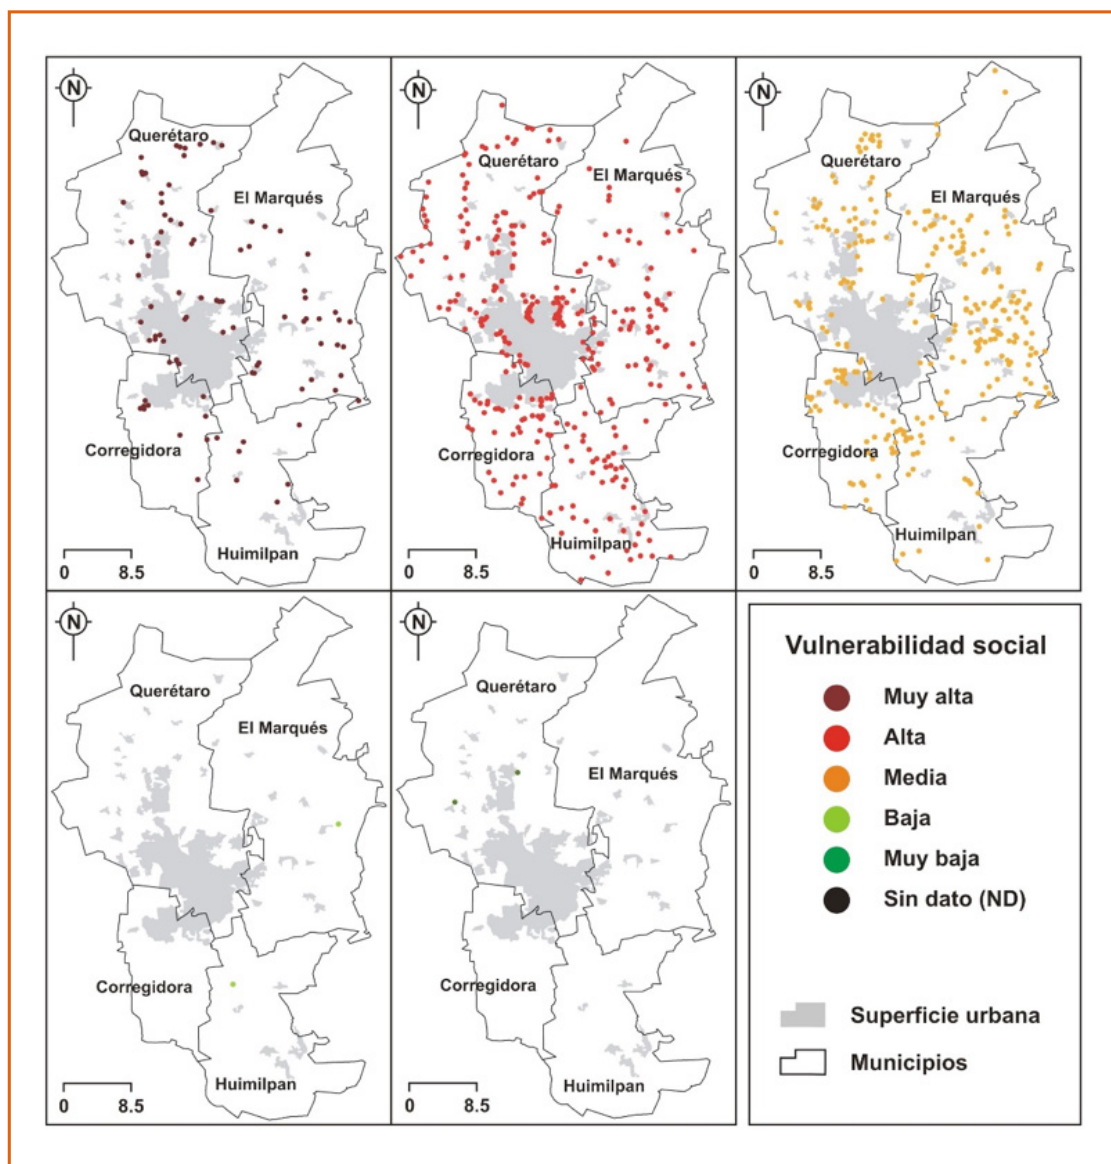 N
Querétaro
El Marqués
Corregidora
Huimilpan
0 8.5
N
Querétaro
El Marqués
Corregidora
Huimilpan
0 8.5
N
Querétaro
El Marqués
Corregidora
Huimilpan
0 8.5
N
Querétaro
El Marqués
Corregidora
Huimilpan
0 8.5
N
Querétaro
El Marqués
Corregidora
Huimilpan
0 8.5
Vulnerabilidad social
Muy alta
Alta
Media
Baja
Muy baja
Sin dato (ND)
Superficie urbana
Municipios